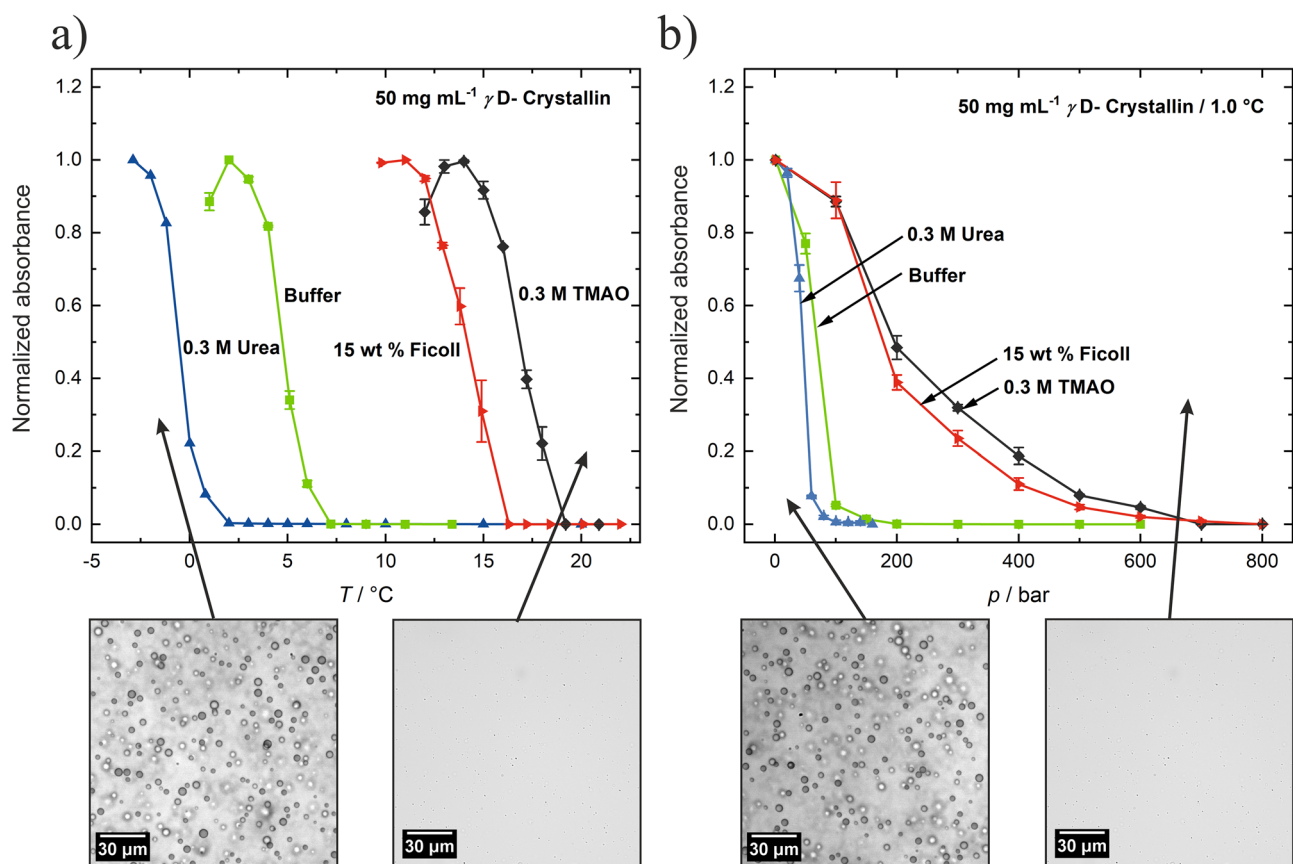 a)
50 mg mL⁻¹ γ D- Crystallin
Normalized absorbance
1.2
1.0
0.8
0.6
0.4
0.2
0.0
0.3 M Urea
Buffer
15 wt % Ficoll
0.3 M TMAO
-5 0 5 10 15 20
T / °C
30 µm
30 µm
b)
50 mg mL⁻¹ γ D- Crystallin / 1.0 °C
Normalized absorbance
1.2
1.0
0.8
0.6
0.4
0.2
0.0
0.3 M Urea
Buffer
15 wt % Ficoll
0.3 M TMAO
0 200 400 600 800
p / bar
30 µm
30 µm